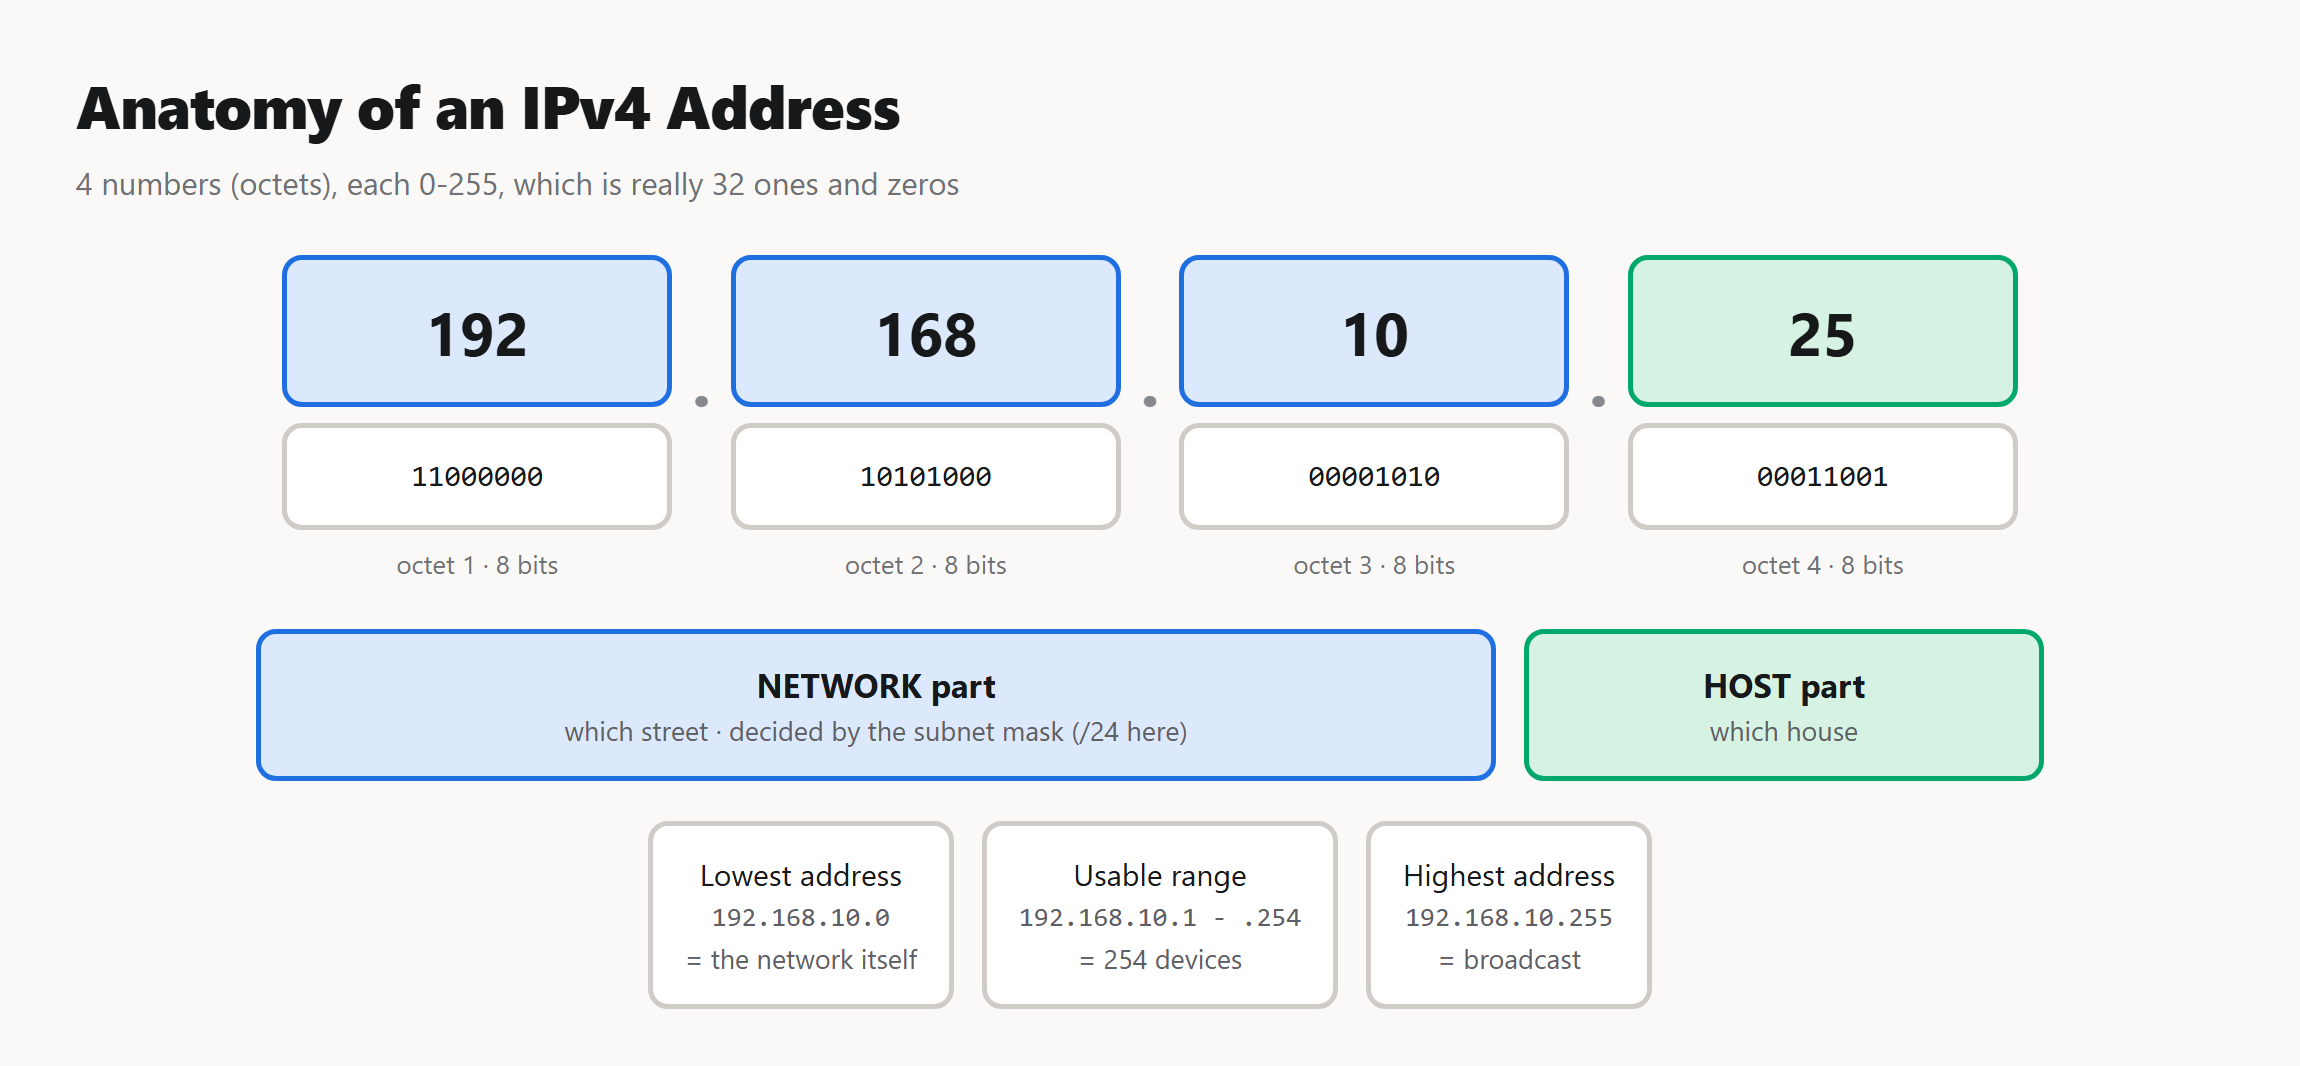 Anatomy of an IPv4 Address
4 numbers (octets), each 0-255, which is really 32 ones and zeros
192 . 168 . 10 . 25
11000000 10101000 00001010 00011001
octet 1 · 8 bits octet 2 · 8 bits octet 3 · 8 bits octet 4 · 8 bits
NETWORK part
which street · decided by the subnet mask (/24 here)
HOST part
which house
Lowest address
192.168.10.0
= the network itself
Usable range
192.168.10.1 - .254
= 254 devices
Highest address
192.168.10.255
= broadcast